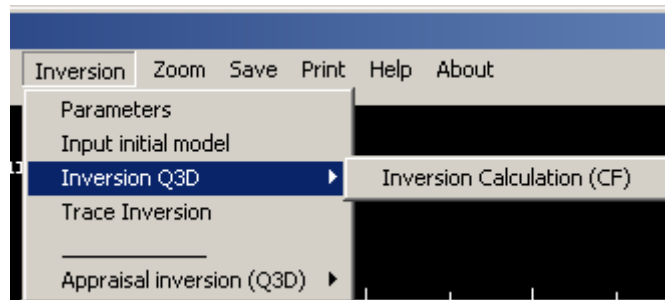 Inversion Zoom Save Print Help About
Parameters
Input initial model
Inversion Q3D Inversion Calculation (CF)
Trace Inversion
Appraisal inversion (Q3D)